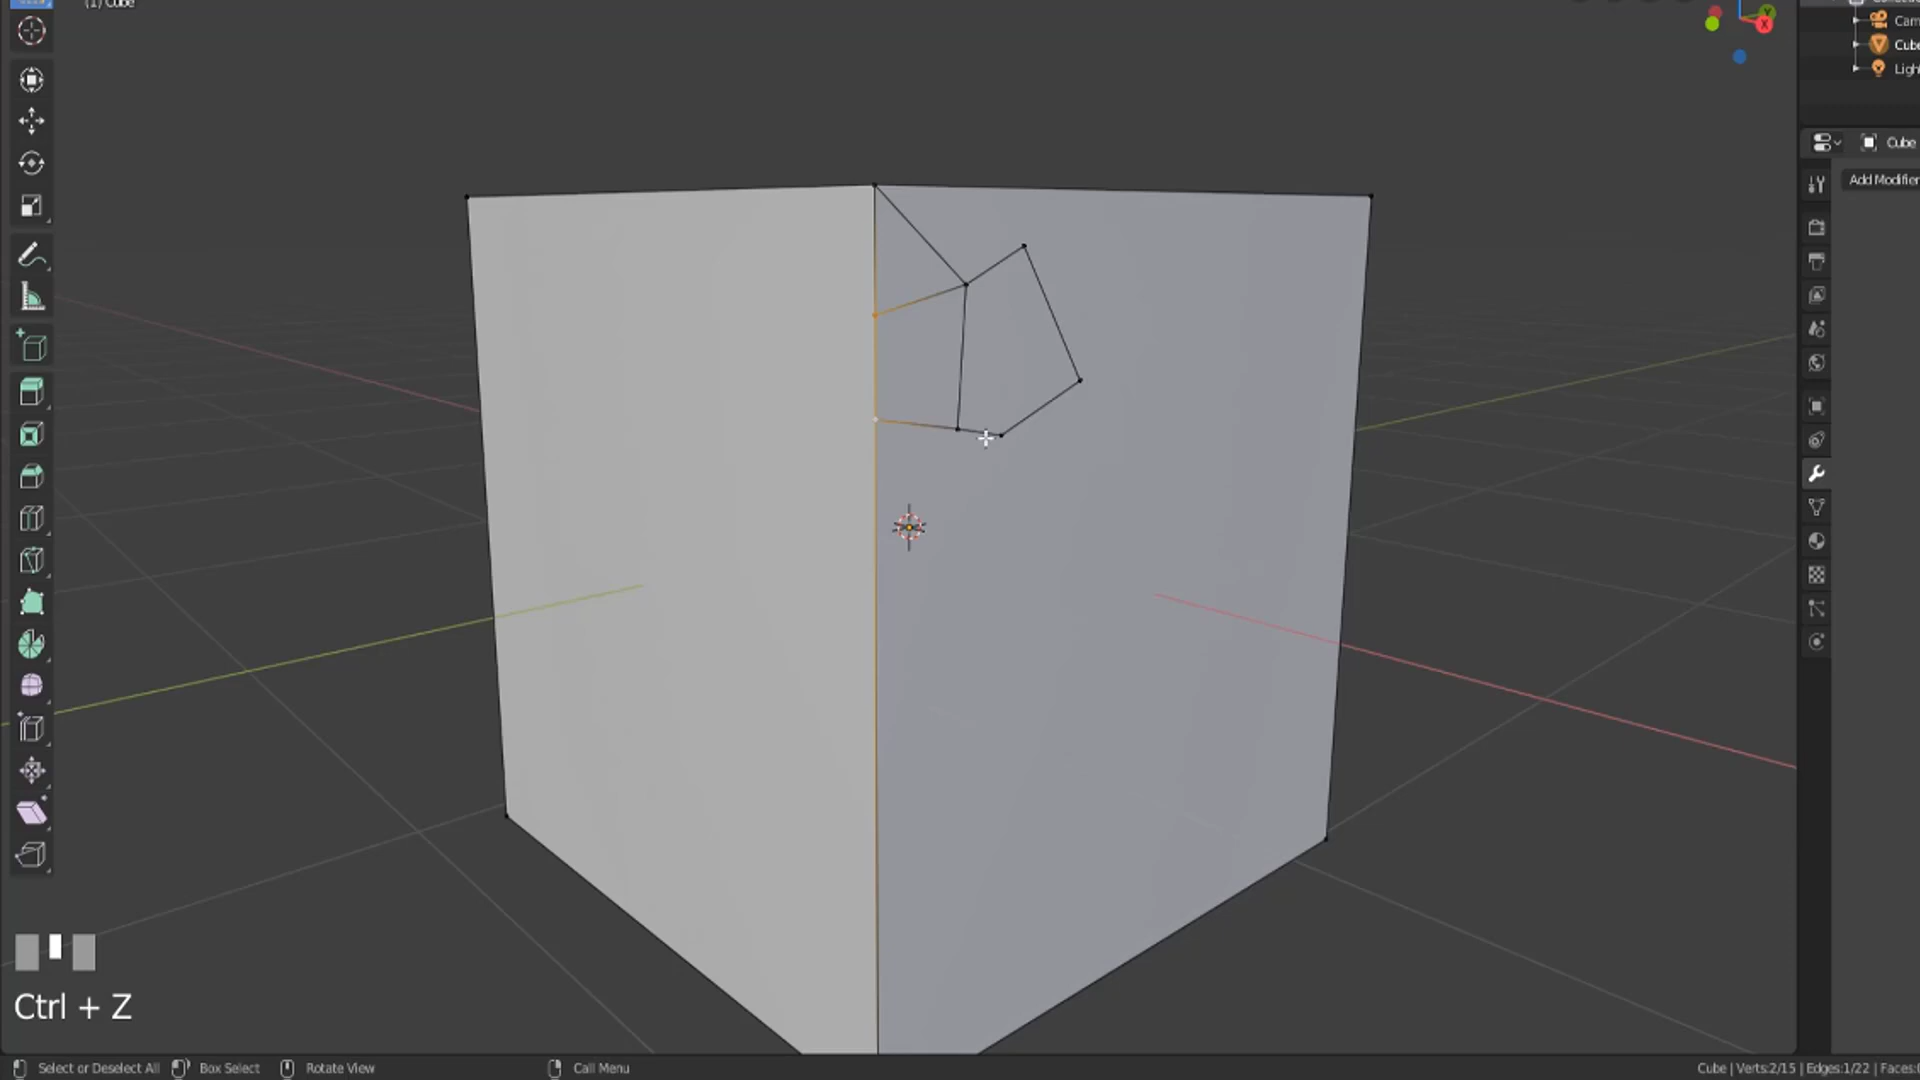 (1) Cube
Y
X
Cam
Cube
Ligh
Cube
Add Modifier
Ctrl + Z
Select or Deselect All Box Select Rotate View Call Menu Cube | Verts:2/15 | Edges:1/22 | Faces: